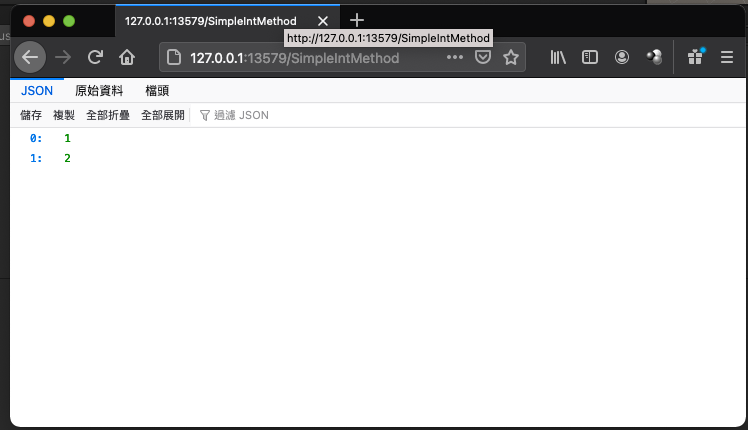 127.0.0.1:13579/SimpleIntMethod
http://127.0.0.1:13579/SimpleIntMethod
127.0.0.1:13579/SimpleIntMethod
JSON 原始資料 檔頭
儲存 複製 全部折疊 全部展開 過濾 JSON
0: 1
1: 2